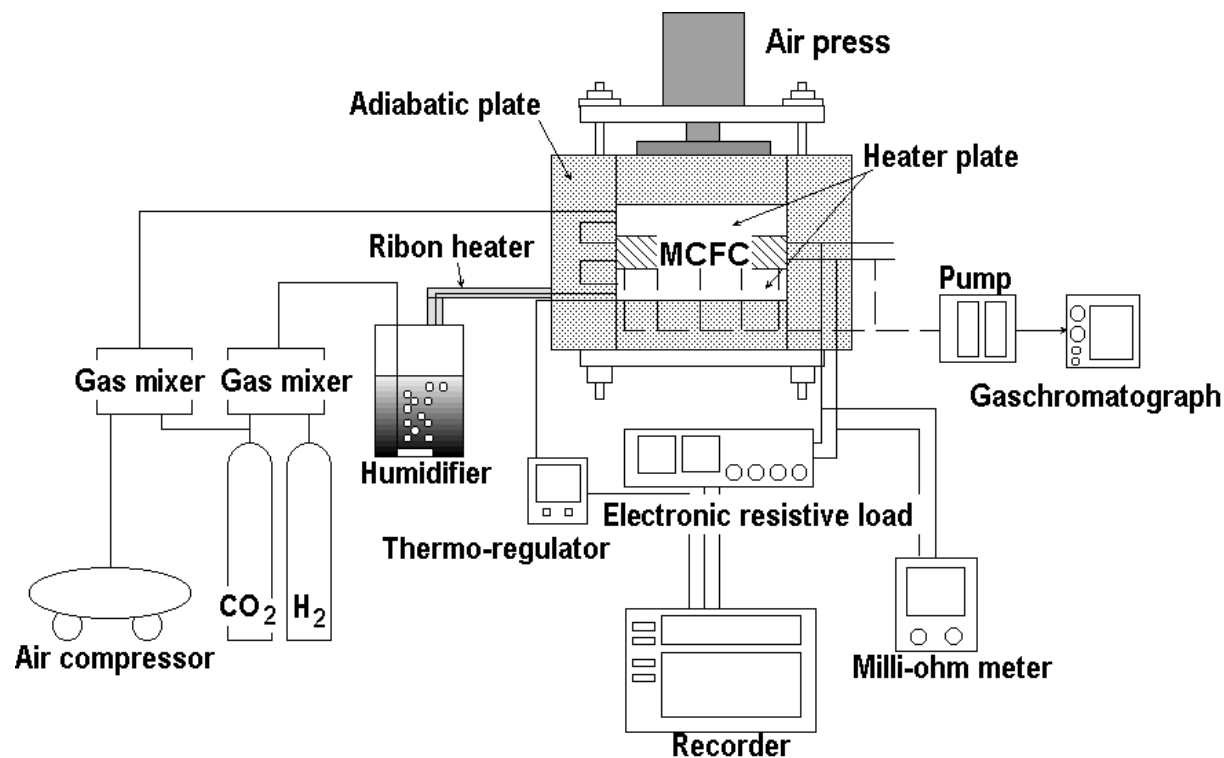 Air press
Adiabatic plate
Heater plate
Ribon heater
MCFC
Pump
Gas mixer
Gas mixer
Gaschromatograph
Humidifier
Electronic resistive load
Thermo-regulator
CO2
H2
Air compressor
Milli-ohm meter
Recorder